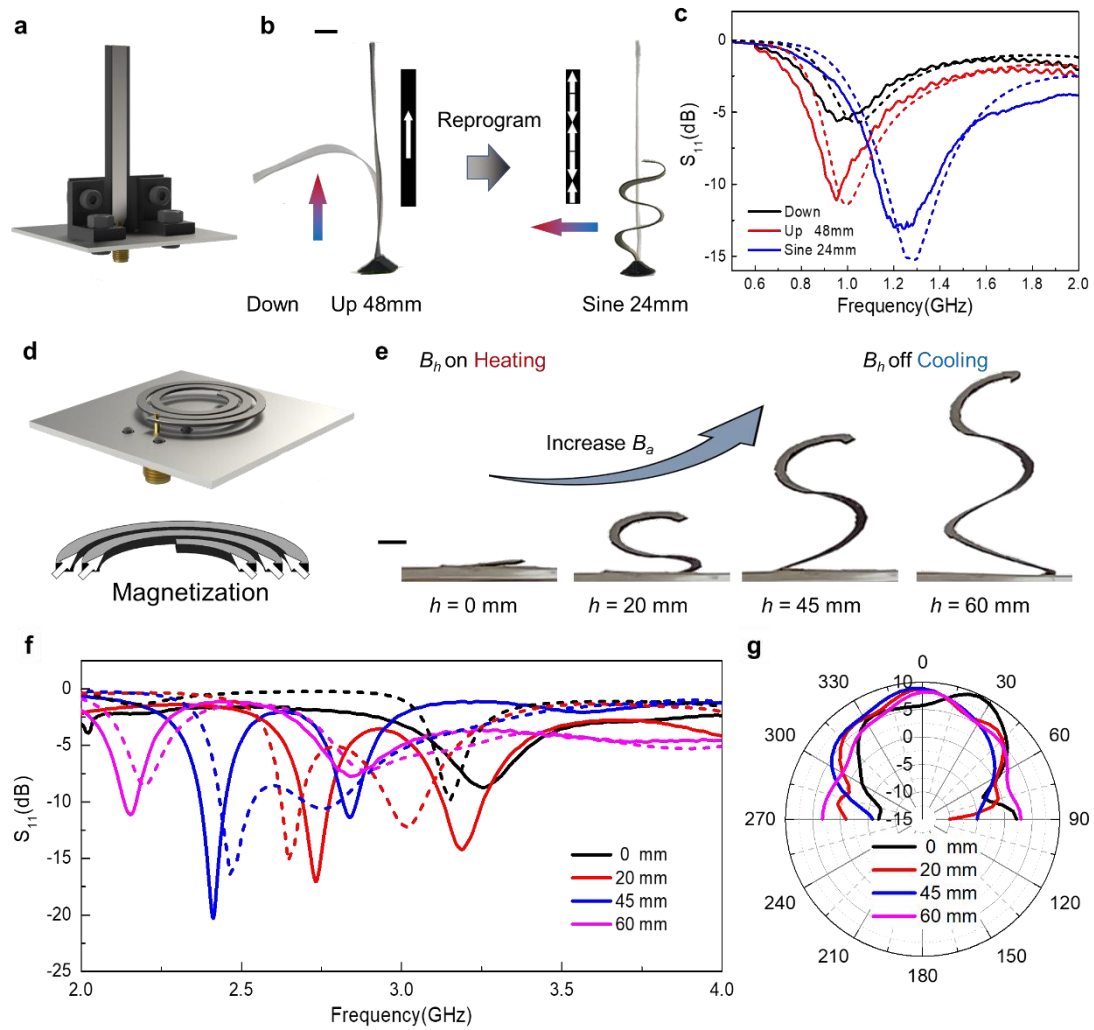 a
b
Reprogram
Down
Up 48mm
Sine 24mm
c
S11(dB)
0
-5
-10
-15
Down
Up 48mm
Sine 24mm
0.6 0.8 1.0 1.2 1.4 1.6 1.8 2.0
Frequency(GHz)
d
Magnetization
e
Bh on Heating
Bh off Cooling
Increase Ba
h = 0 mm
h = 20 mm
h = 45 mm
h = 60 mm
f
S11(dB)
0
-5
-10
-15
-20
-25
0 mm
20 mm
45 mm
60 mm
2.0 2.5 3.0 3.5 4.0
Frequency(GHz)
g
0
330
30
300
60
270
90
240
120
210
150
180
10
5
0
-5
-10
-15
0 mm
20 mm
45 mm
60 mm